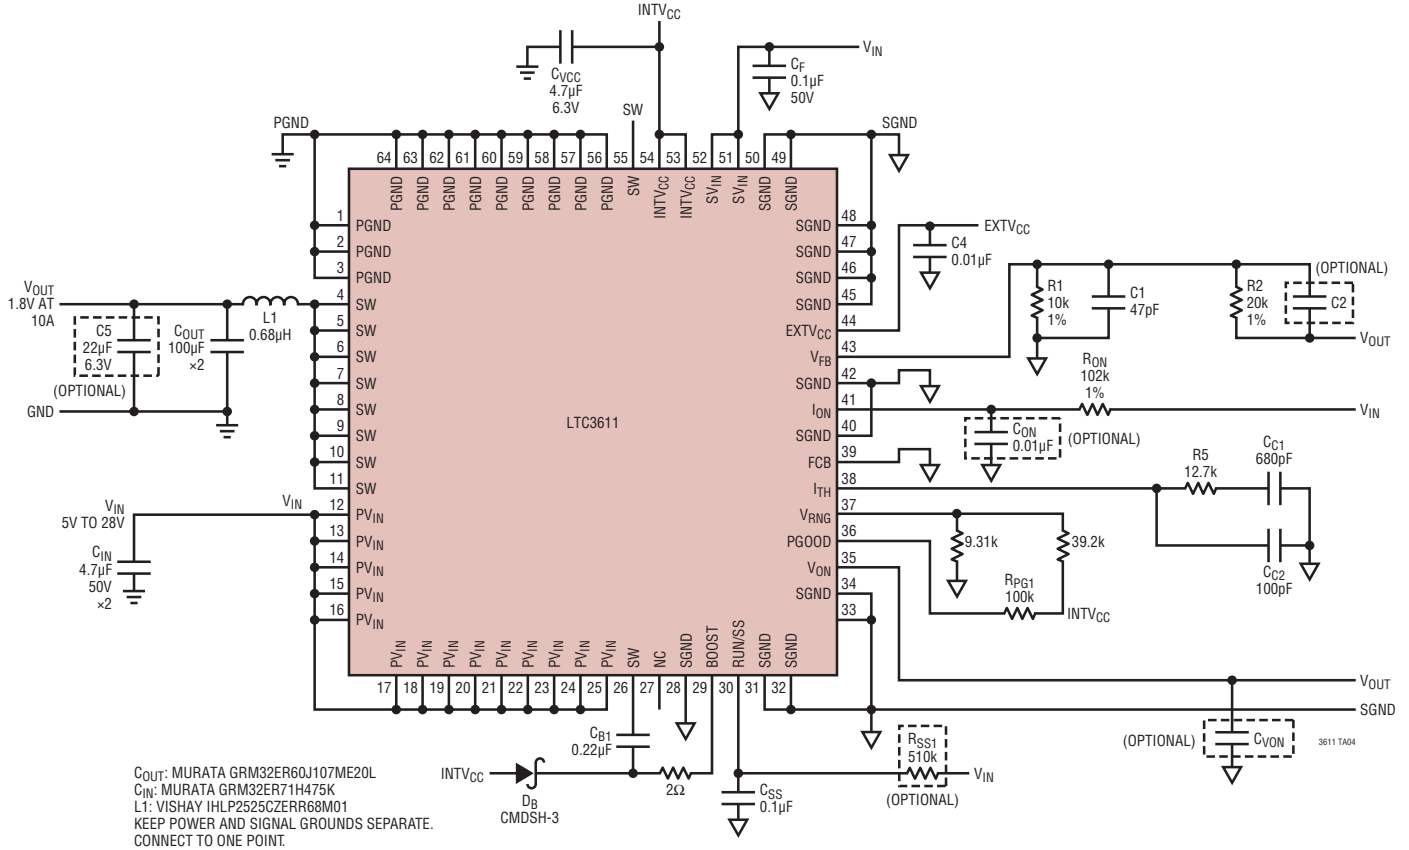 INTVCC
CVCC
4.7µF
6.3V
SW
VIN
CF
0.1µF
50V
PGND
SGND
64 63 62 61 60 59 58 57 56 55 54 53 52 51 50 49
PGND PGND PGND PGND PGND PGND PGND PGND PGND SW INTVCC INTVCC SVIN SVIN SGND SGND
1 PGND
2 PGND
3 PGND
4 SW
5 SW
6 SW
7 SW
8 SW
9 SW
10 SW
11 SW
12 PVIN
13 PVIN
14 PVIN
15 PVIN
16 PVIN
LTC3611
SGND 48
SGND 47
SGND 46
SGND 45
EXTVCC 44
VFB 43
SGND 42
ION 41
SGND 40
FCB 39
ITH 38
VRNG 37
PGOOD 36
VON 35
SGND 34
33
PVIN PVIN PVIN PVIN PVIN PVIN PVIN PVIN PVIN SW NC SGND BOOST RUN/SS SGND SGND
17 18 19 20 21 22 23 24 25 26 27 28 29 30 31 32
VOUT
1.8V AT
10A
C5
22µF
6.3V
(OPTIONAL)
COUT
100µF
×2
L1
0.68µH
GND
VIN
5V TO 28V
VIN
CIN
4.7µF
50V
×2
EXTVCC
C4
0.01µF
R1
10k
1%
C1
47pF
R2
20k
1%
(OPTIONAL)
C2
VOUT
RON
102k
1%
VIN
CON
0.01µF
(OPTIONAL)
R5
12.7k
CC1
680pF
CC2
100pF
9.31k
39.2k
RPG1
100k
INTVCC
VOUT
SGND
(OPTIONAL)
CVON
3611 TA04
CB1
0.22µF
INTVCC
DB
CMDSH-3
2Ω
CSS
0.1µF
RSS1
510k
(OPTIONAL)
VIN
COUT: MURATA GRM32ER60J107ME20L
CIN: MURATA GRM32ER71H475K
L1: VISHAY IHLP2525CZERR68M01
KEEP POWER AND SIGNAL GROUNDS SEPARATE.
CONNECT TO ONE POINT.